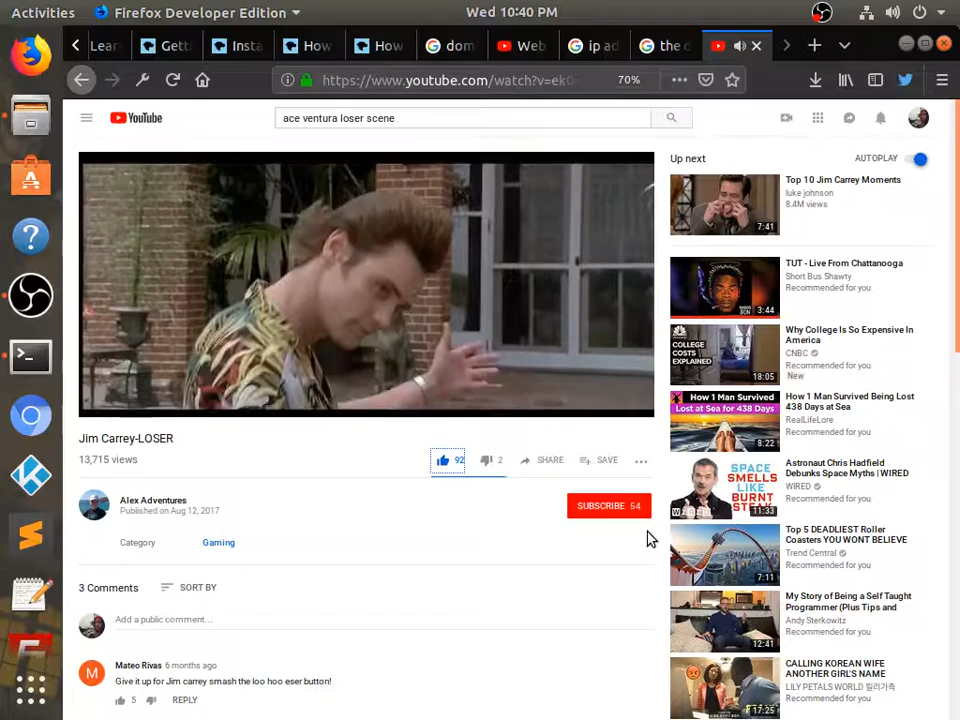 Activities Firefox Developer Edition Wed 10:40 PM
Learn Getti Insta How How dom Web ip ad the d
https://www.youtube.com/watch?v=ek 70%
YouTube ace ventura loser scene
Up next AUTOPLAY
Top 10 Jim Carrey Moments
luke johnson
8.4M views
7:41
TUT - Live From Chattanooga
Short Bus Shawty
Recommended for you
3:44
COLLEGE
COSTS
EXPLAINED
18:05
Why College Is So Expensive In
America
CNBC
Recommended for you
New
How 1 Man Survived
Lost at Sea for 438 Days
8:22
How 1 Man Survived Being Lost
438 Days at Sea
RealLifeLore
Recommended for you
SPACE
SMELLS
LIKE
BURNT
STEAK
WIRED
11:33
Astronaut Chris Hadfield
Debunks Space Myths | WIRED
WIRED
Recommended for you
Top 5 DEADLIEST Roller
Coasters YOU WONT BELIEVE
Trend Central
Recommended for you
7:11
My Story of Being a Self Taught
Programmer (Plus Tips and
Andy Sterkowitz
Recommended for you
12:41
CALLING KOREAN WIFE
ANOTHER GIRL'S NAME
LILY PETALS WORLD 릴리가족
Recommended for you
17:25
Jim Carrey-LOSER
13,715 views 92 2 SHARE SAVE
Alex Adventures
Published on Aug 12, 2017
SUBSCRIBE 54
Category Gaming
3 Comments SORT BY
Add a public comment...
M
Mateo Rivas 6 months ago
Give it up for Jim carrey smash the loo hoo eser button!
5 REPLY